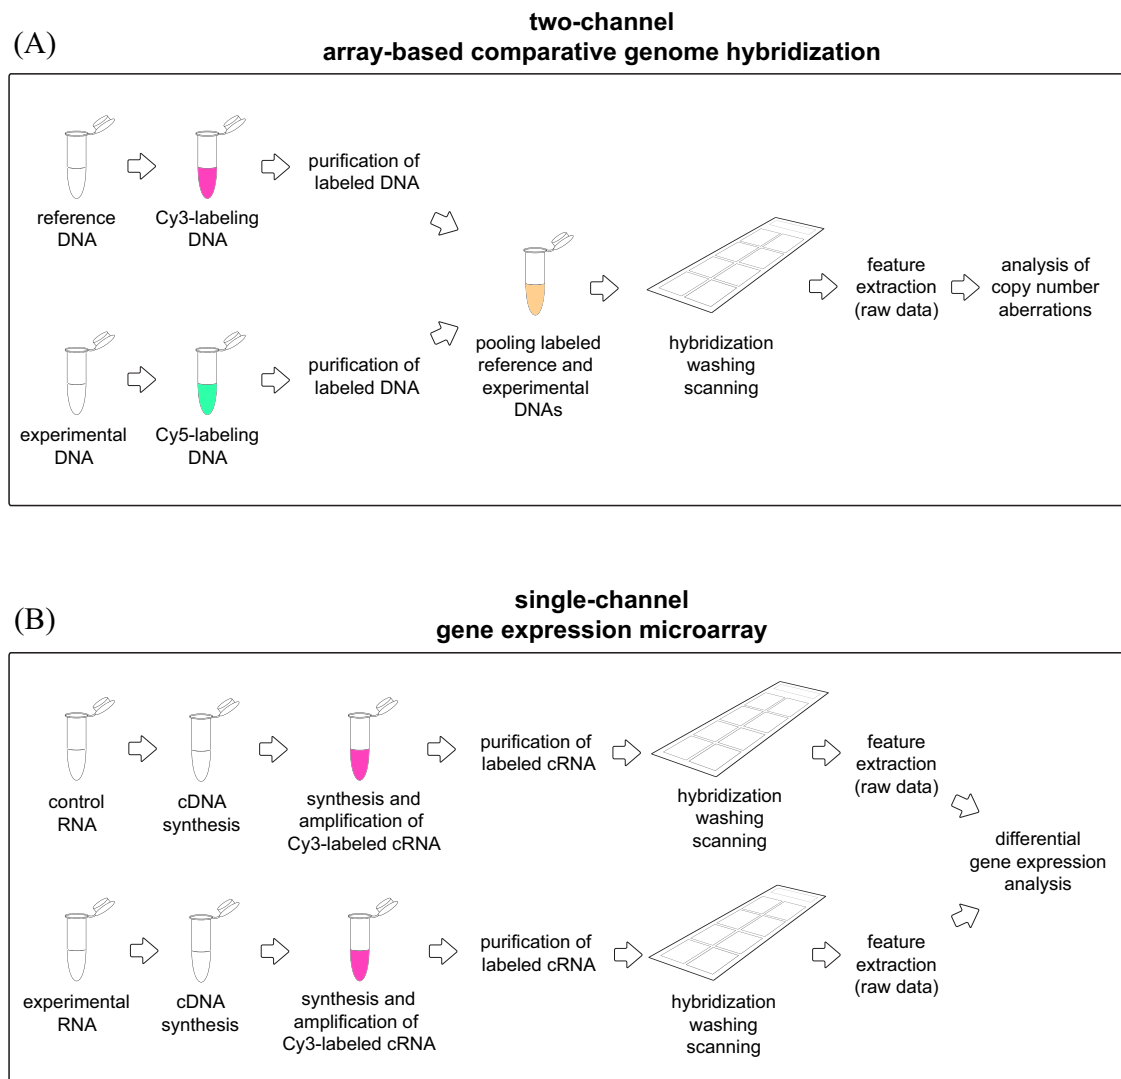 (A)
two-channel
array-based comparative genome hybridization
reference
DNA
Cy3-labeling
DNA
purification of
labeled DNA
experimental
DNA
Cy5-labeling
DNA
purification of
labeled DNA
pooling labeled
reference and
experimental
DNAs
hybridization
washing
scanning
feature
extraction
(raw data)
analysis of
copy number
aberrations
(B)
single-channel
gene expression microarray
control
RNA
cDNA
synthesis
synthesis and
amplification of
Cy3-labeled cRNA
purification of
labeled cRNA
hybridization
washing
scanning
feature
extraction
(raw data)
experimental
RNA
cDNA
synthesis
synthesis and
amplification of
Cy3-labeled cRNA
purification of
labeled cRNA
hybridization
washing
scanning
feature
extraction
(raw data)
differential
gene expression
analysis